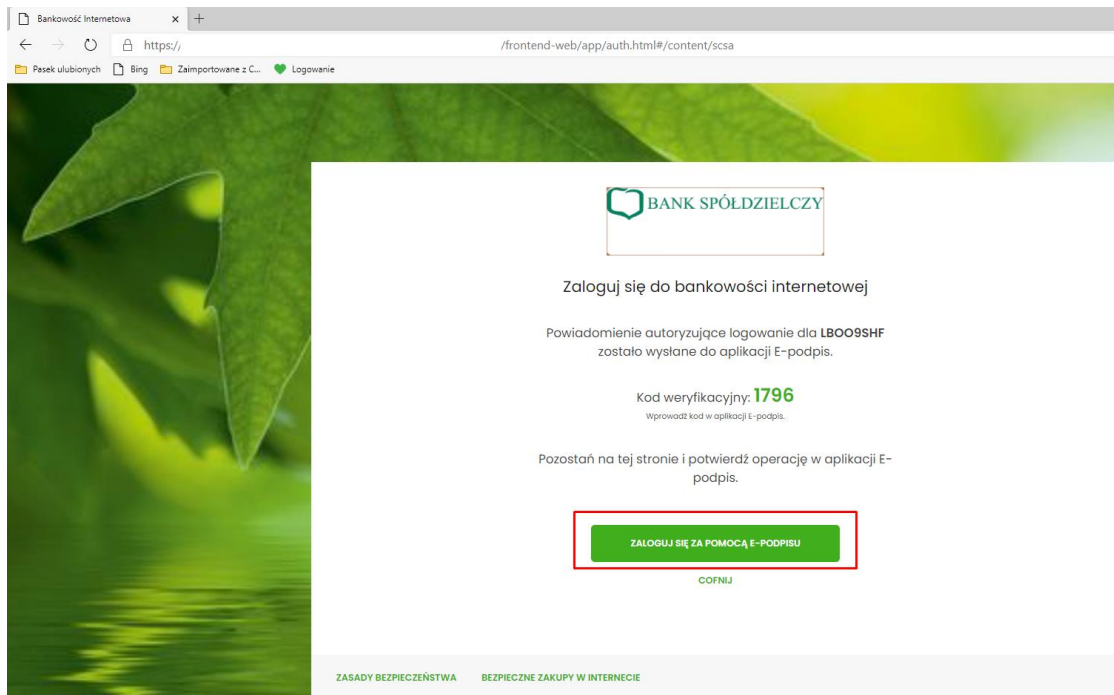 Bankowość Internetowa
https://
/frontend-web/app/auth.html#/content/scsa
Pasek ulubionych Bing Zaimportowane z C... Logowanie
BANK SPÓŁDZIELCZY
Zaloguj się do bankowości internetowej
Powiadomienie autoryzujące logowanie dla LBOO9SHF
zostało wysłane do aplikacji E-podpis.
Kod weryfikacyjny: 1796
Wprowadź kod w aplikacji E-podpis.
Pozostań na tej stronie i potwierdź operację w aplikacji E-
podpis.
ZALOGUJ SIĘ ZA POMOCĄ E-PODPISU
COFNIJ
ZASADY BEZPIECZEŃSTWA BEZPIECZNE ZAKUPY W INTERNECIE